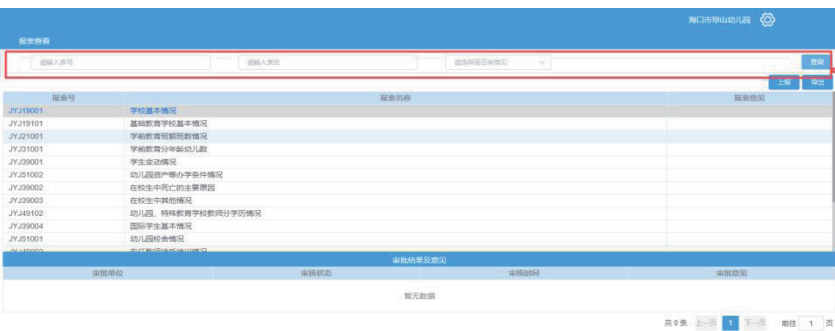 海口市琼山幼儿园
报表查看
请输入表号 请输入表名 请选择是否有意见 查询
上报 导出
报表号 报表名称 报表意见
JYJ19001 学校基本情况
JYJ19101 基础教育学校基本情况
JYJ21001 学前教育班额班数情况
JYJ31001 学前教育分年龄幼儿数
JYJ39001 学生变动情况
JYJ51002 幼儿园资产等办学条件情况
JYJ39002 在校生中死亡的主要原因
JYJ39003 在校生中其他情况
JYJ49102 幼儿园、特殊教育学校教师分学历情况
JYJ39004 国际学生基本情况
JYJ51001 幼儿园校舍情况
审批结果及意见
审批单位 审核状态 审核时间 审批意见
暂无数据
共 0 条 上一页 1 下一页 前往 1 页